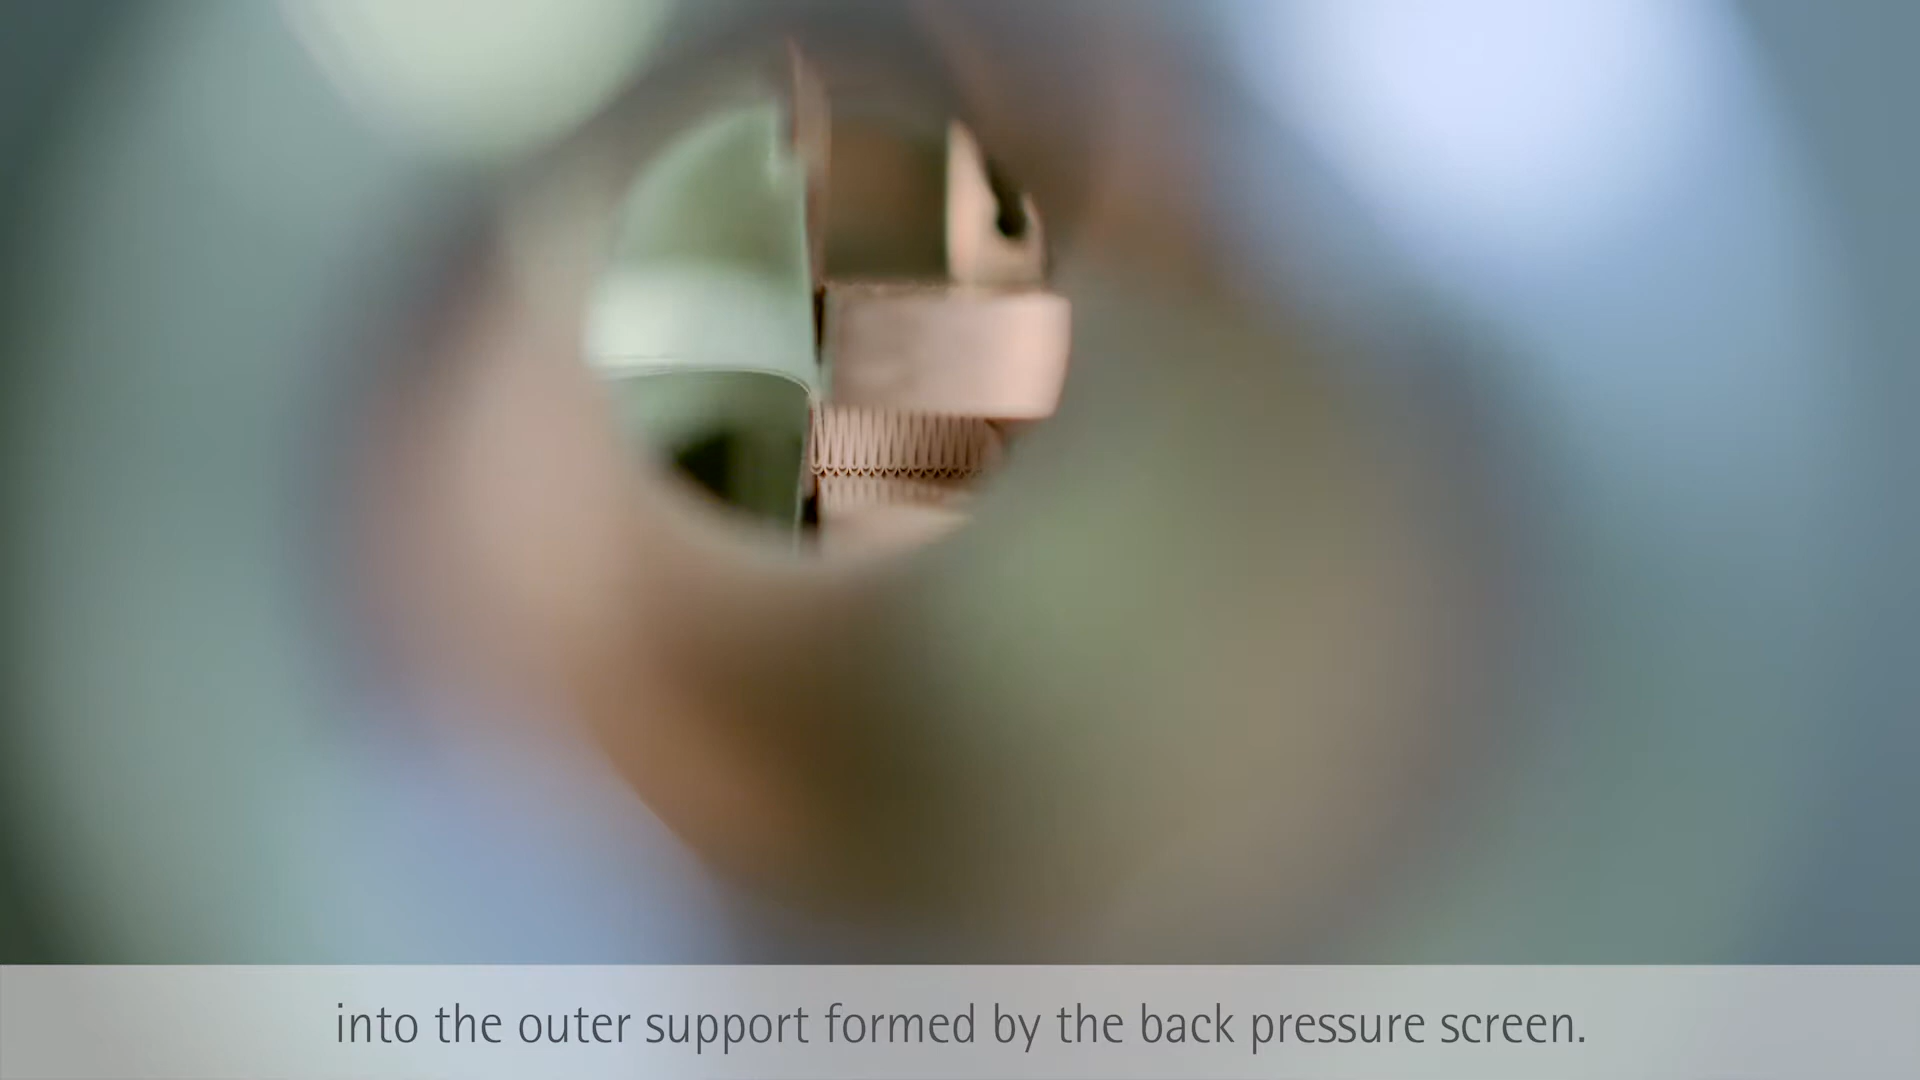 into the outer support formed by the back pressure screen.